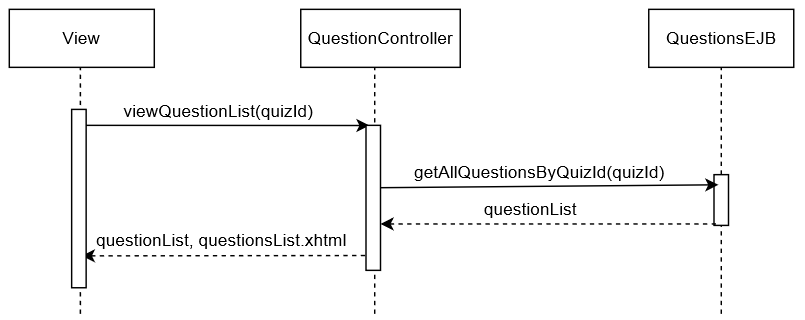 View
QuestionController
QuestionsEJB
viewQuestionList(quizId)
getAllQuestionsByQuizId(quizId)
questionList
questionList, questionsList.xhtml